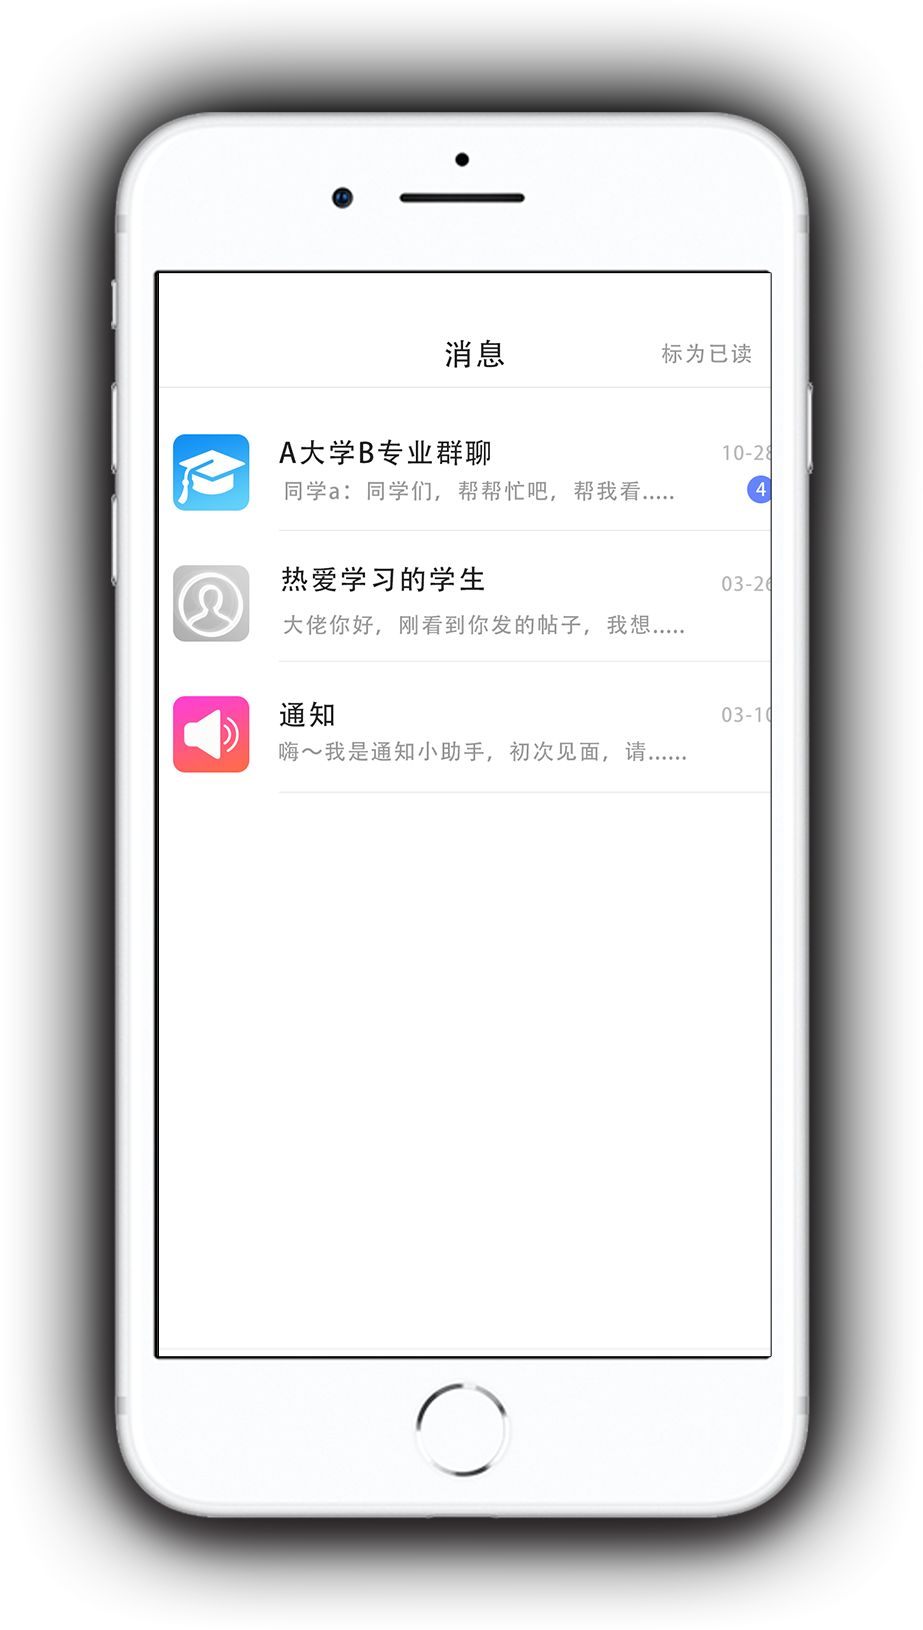 消息
标为已读
A大学B专业群聊
10-28
同学a：同学们，帮帮忙吧，帮我看.....
4
热爱学习的学生
03-26
大佬你好，刚看到你发的帖子，我想.....
通知
03-10
嗨～我是通知小助手，初次见面，请......